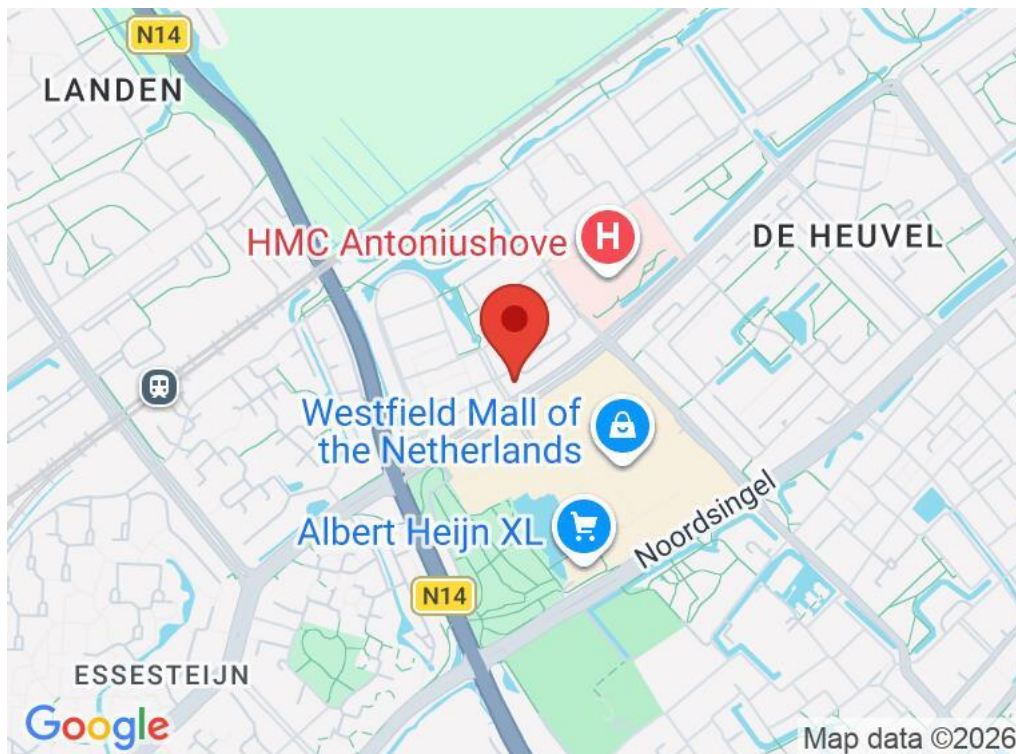 N14
LANDEN
HMC Antoniushove
H
DE HEUVEL
Westfield Mall of
the Netherlands
Albert Heijn XL
Noordsingel
N14
ESSESTEIJN
Google
Map data ©2026